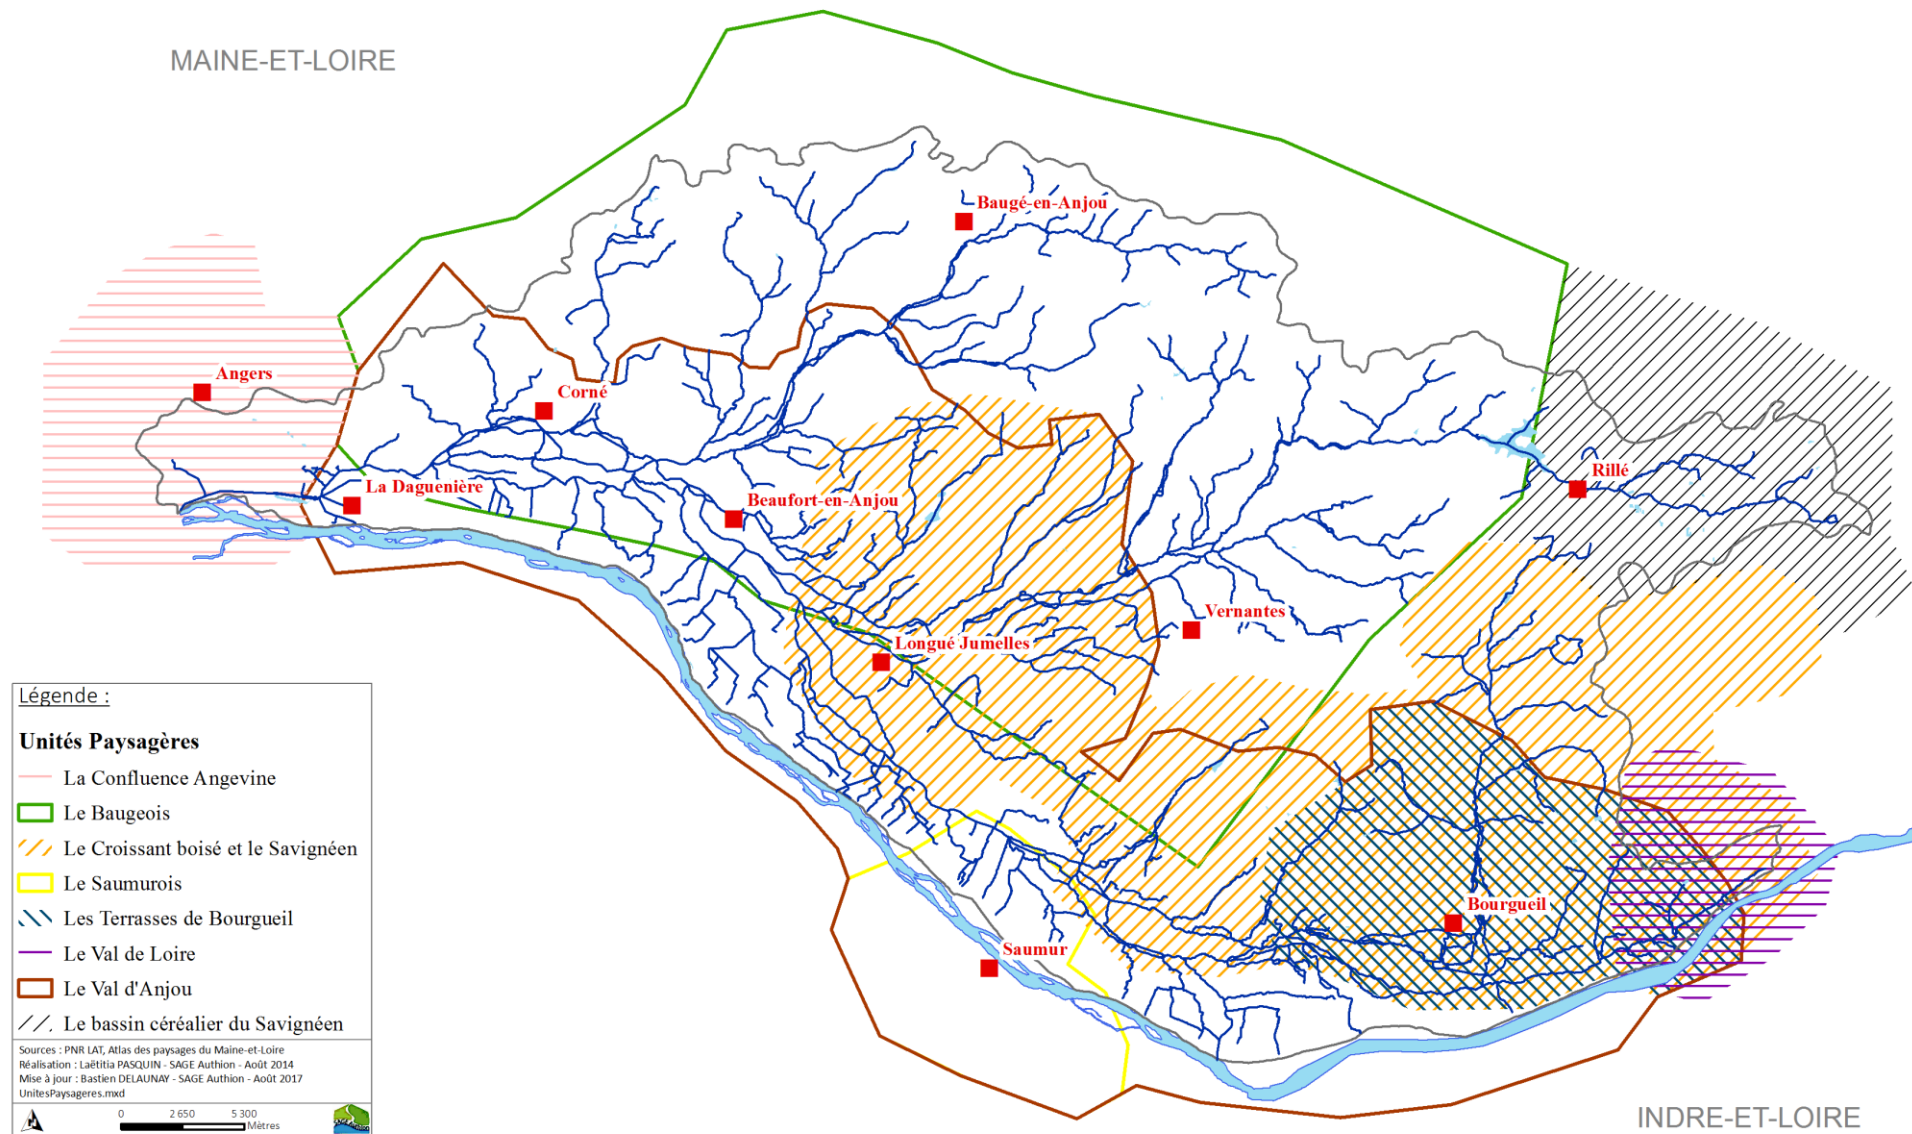 MAINE-ET-LOIRE
Baugé-en-Anjou
Angers
Corné
Rillé
La Daguenière
Beaufort-en-Anjou
Vernantes
Longué Jumelles
Bourgueil
Saumur
Légende :
Unités Paysagères
La Confluence Angevine
Le Baugeois
Le Croissant boisé et le Savignéen
Le Saumurois
Les Terrasses de Bourgueil
Le Val de Loire
Le Val d'Anjou
Le bassin céréalier du Savignéen
Sources : PNR LAT, Atlas des paysages du Maine-et-Loire
Réalisation : Laëtitia PASQUIN - SAGE Authion - Août 2014
Mise à jour : Bastien DELAUNAY - SAGE Authion - Août 2017
UnitesPaysageres.mxd
0 2 650 5 300
Mètres
INDRE-ET-LOIRE